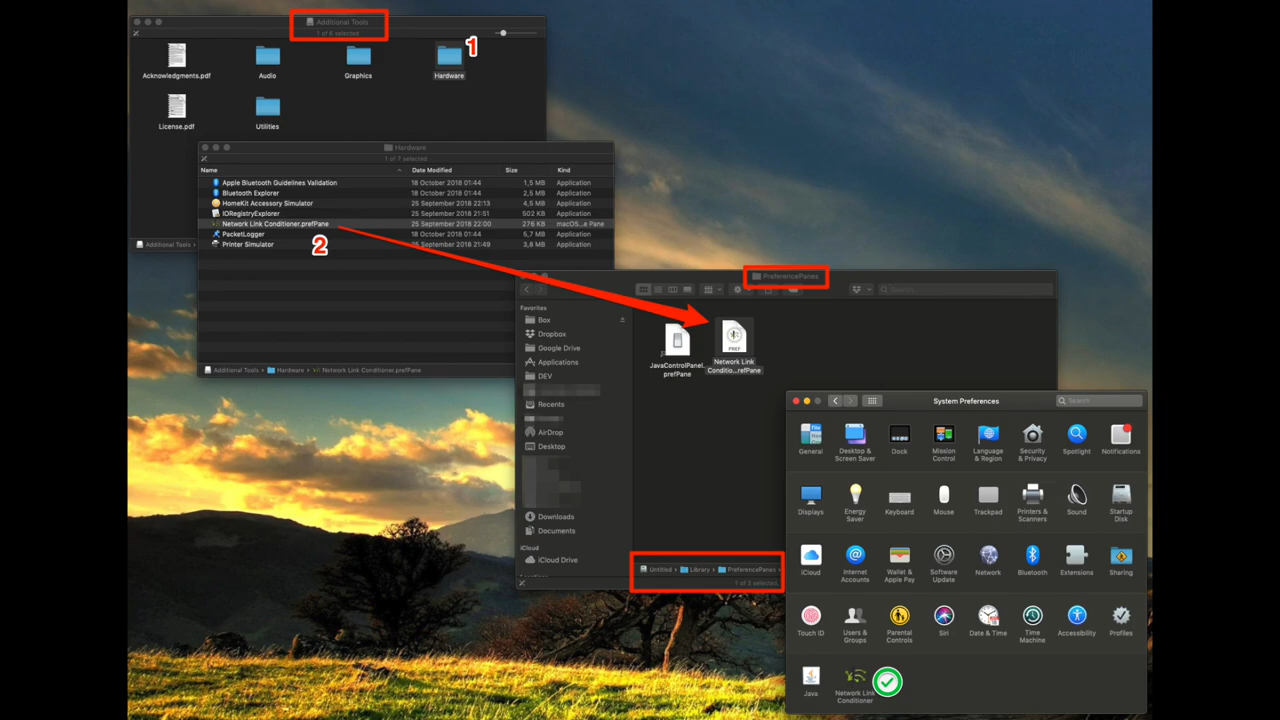 Additional Tools
1 of 6 selected
1
Acknowledgments.pdf
Audio
Graphics
Hardware
License.pdf
Utilities
Additional Tools ›
Hardware
1 of 7 selected
Name Date Modified Size Kind
Apple Bluetooth Guidelines Validation 18 October 2018 01:44 1,5 MB Application
Bluetooth Explorer 18 October 2018 01:44 2,5 MB Application
HomeKit Accessory Simulator 25 September 2018 22:13 4,5 MB Application
IORegistryExplorer 25 September 2018 21:51 502 KB Application
Network Link Conditioner.prefPane 25 September 2018 22:00 276 KB macOS...e Pane
PacketLogger 18 October 2018 01:44 5,7 MB Application
Printer Simulator 25 September 2018 21:49 3,8 MB Application
2
Additional Tools › Hardware › Network Link Conditioner.prefPane
PreferencePanes
Search
Favorites
Box
Dropbox
Google Drive
Applications
DEV
Recents
AirDrop
Desktop
Downloads
Documents
iCloud
iCloud Drive
JavaControlPanel.
prefPane
PREF
Network Link
Conditio...refPane
Untitled › Library › PreferencePanes ›
1 of 2 selected
System Preferences
Search
General
Desktop &
Screen Saver
Dock
Mission
Control
Language
& Region
Security
& Privacy
Spotlight
Notifications
Displays
Energy
Saver
Keyboard
Mouse
Trackpad
Printers &
Scanners
Sound
Startup
Disk
iCloud
Internet
Accounts
Wallet &
Apple Pay
Software
Update
Network
Bluetooth
Extensions
Sharing
Touch ID
Users &
Groups
Parental
Controls
Siri
Date & Time
Time
Machine
Accessibility
Profiles
Java
Network Link
Conditioner